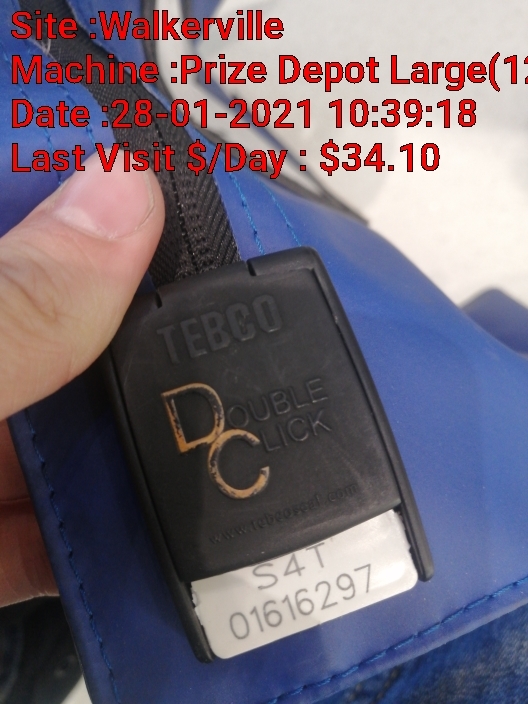 Site :Walkerville
Machine :Prize Depot Large(12
Date :28-01-2021 10:39:18
Last Visit $/Day : $34.10
TEBCO
DOUBLE
CLICK
S4T
01616297